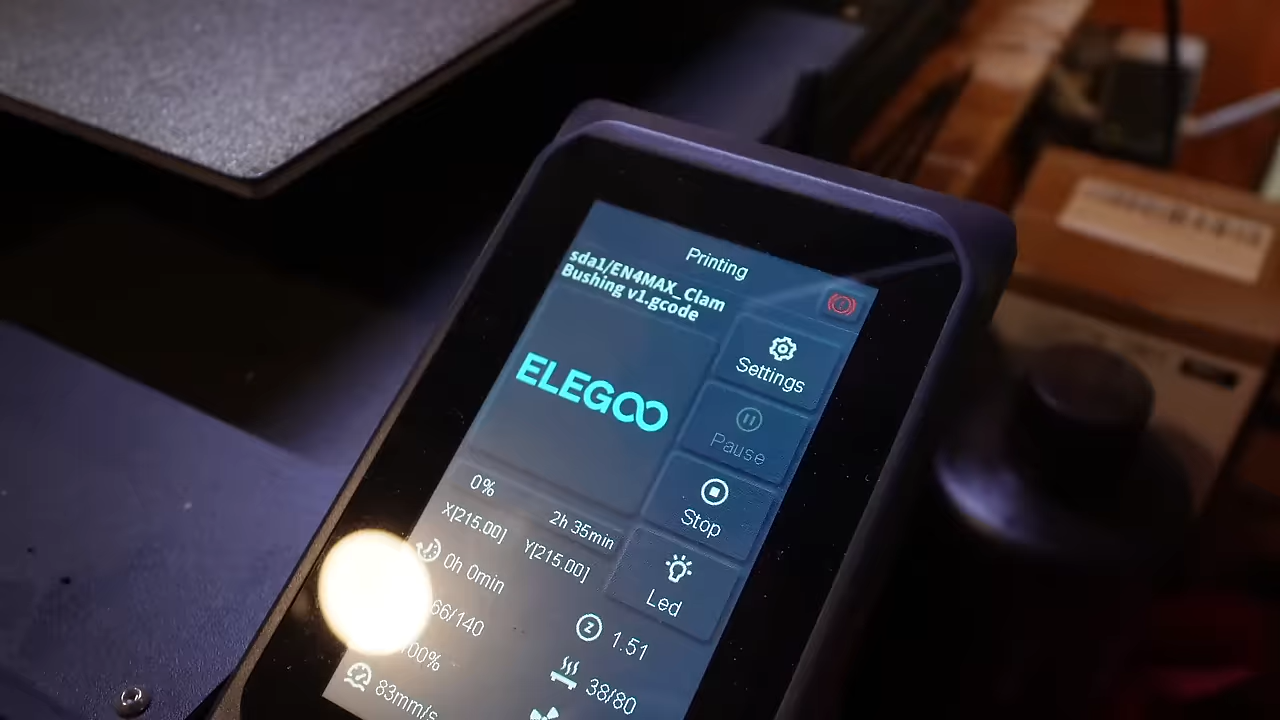 Printing
sda1/EN4MAX_Clam
Bushing v1.gcode
Settings
ELEGOO
Pause
0%
2h 35min
Stop
X[215.00]
Y[215.00]
0h 0min
Led
66/140
1.51
100%
38/80
83mm/s